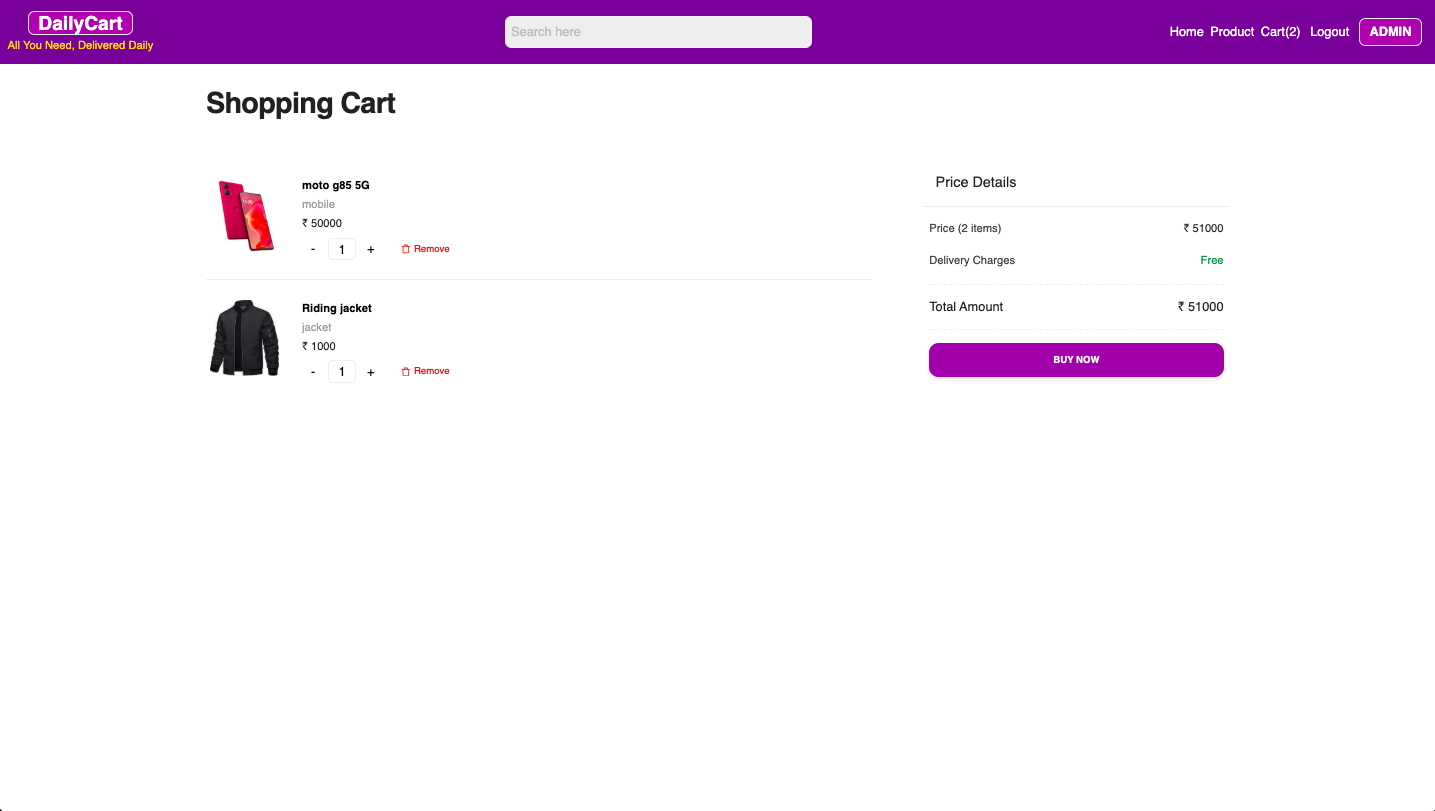 DailyCart
All You Need, Delivered Daily
Search here
Home Product Cart(2) Logout ADMIN
Shopping Cart
moto g85 5G
mobile
₹ 50000
- 1 + Remove
Riding jacket
jacket
₹ 1000
- 1 + Remove
Price Details
Price (2 items) ₹ 51000
Delivery Charges Free
Total Amount ₹ 51000
BUY NOW